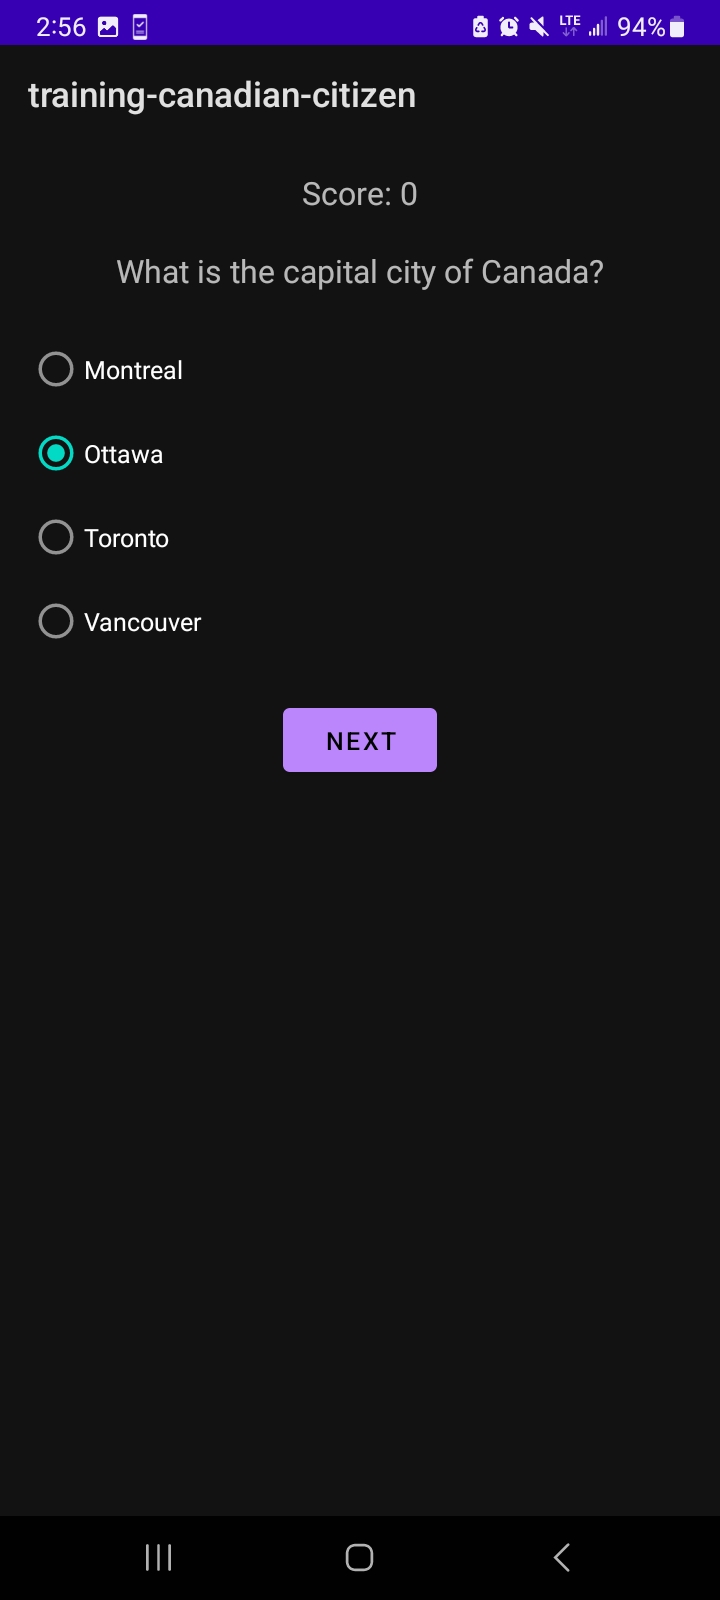 2:56 LTE 94%
training-canadian-citizen
Score: 0
What is the capital city of Canada?
Montreal
Ottawa
Toronto
Vancouver
NEXT